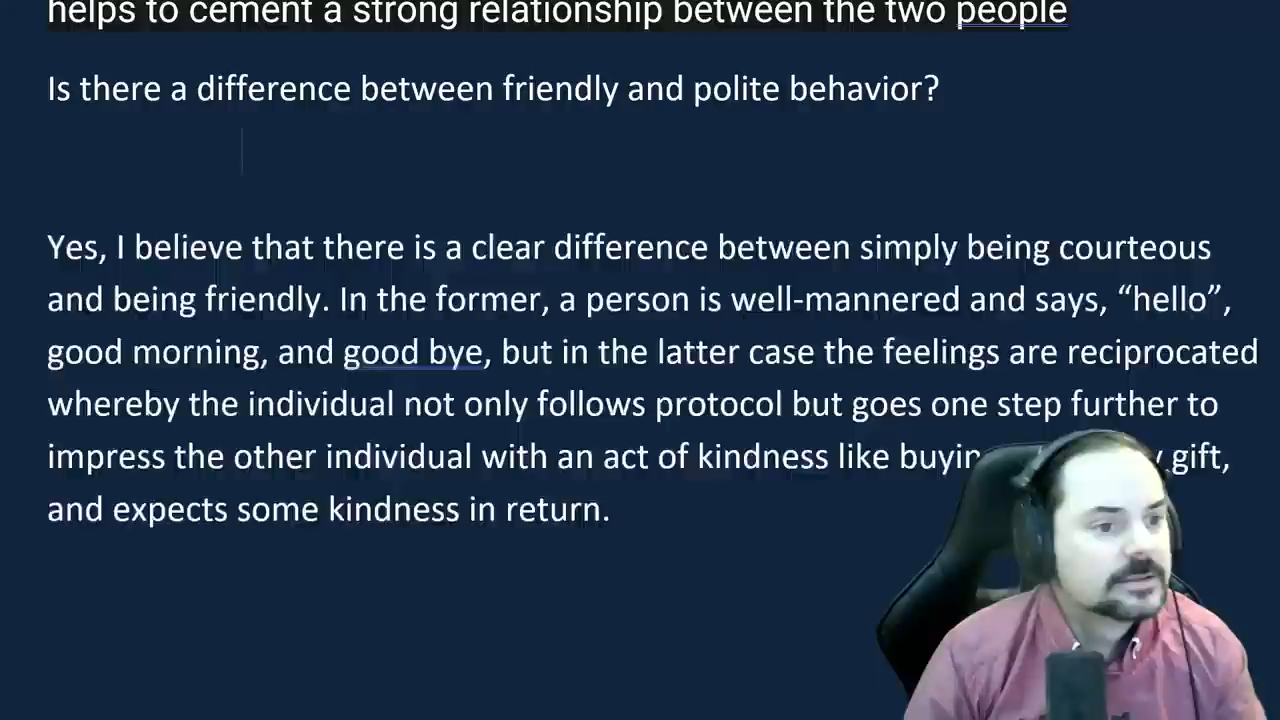 helps to cement a strong relationship between the two people
Is there a difference between friendly and polite behavior?
Yes, I believe that there is a clear difference between simply being courteous
and being friendly. In the former, a person is well-mannered and says, “hello”,
good morning, and good bye, but in the latter case the feelings are reciprocated
whereby the individual not only follows protocol but goes one step further to
impress the other individual with an act of kindness like gift,
and expects some kindness in return.